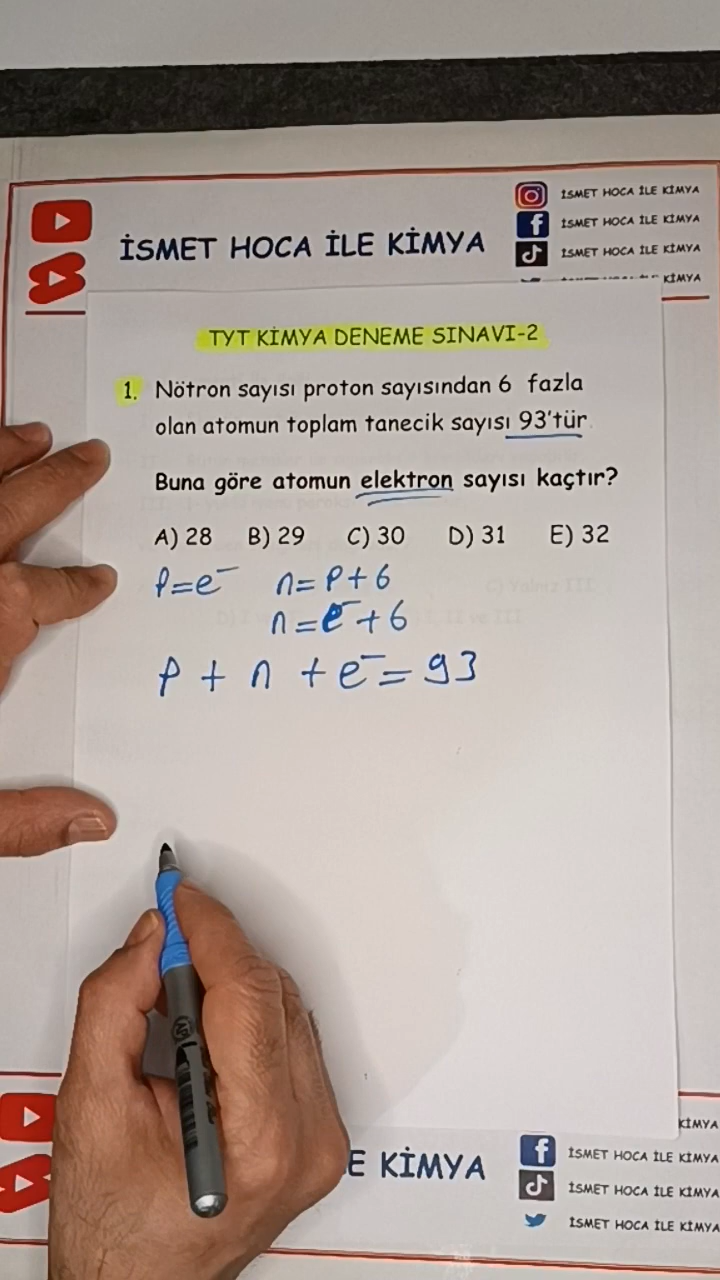 İSMET HOCA İLE KİMYA
İSMET HOCA İLE KİMYA
İSMET HOCA İLE KİMYA
İSMET HOCA İLE KİMYA
KİMYA
TYT KİMYA DENEME SINAVI-2
1. Nötron sayısı proton sayısından 6 fazla
olan atomun toplam tanecik sayısı 93'tür.
Buna göre atomun elektron sayısı kaçtır?
A) 28 B) 29 C) 30 D) 31 E) 32
P=e⁻ n=P+6
n=e⁻+6
P + n + e⁻ = 93
KİMYA
E KİMYA
İSMET HOCA İLE KİMYA
İSMET HOCA İLE KİMYA
İSMET HOCA İLE KİMYA